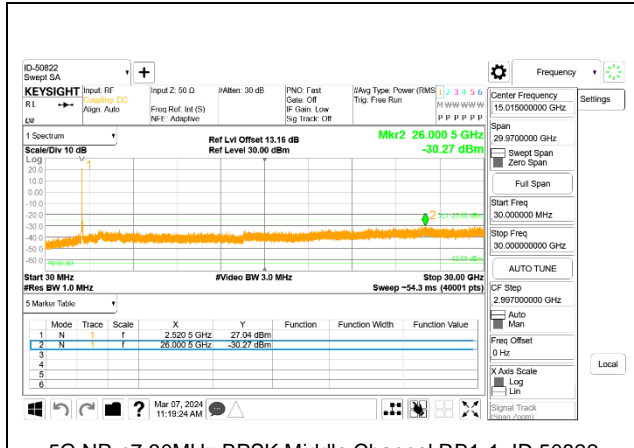 ID-50822
Swept SA
Frequency
Settings
KEYSIGHT
Input: RF
Coupling: DC
Align: Auto
Input Z: 50 Ω
Freq Ref: Int (S)
NFE: Adaptive
#Atten: 30 dB
PNO: Fast
Gate: Off
IF Gain: Low
Sig Track: Off
#Avg Type: Power (RMS
Trig: Free Run
1 2 3 4 5 6
M W W W W W
P P P P P P
RL
1 Spectrum
Scale/Div 10 dB
Ref Lvl Offset 13.16 dB
Ref Level 30.00 dBm
Mkr2 26.000 5 GHz
-30.27 dBm
Log
1
20.0
10.0
0.00
-10.0
-20.0
-30.0
-40.0
-50.0
-60.0
2
Start 30 MHz
#Res BW 1.0 MHz
#Video BW 3.0 MHz
Stop 30.00 GHz
Sweep ~54.3 ms (40001 pts)
5 Marker Table
Mode Trace Scale X Y Function Function Width Function Value
1 N 1 f 2.520 5 GHz 27.04 dBm
2 N 1 f 26.000 5 GHz -30.27 dBm
3
4
5
6
Mar 07, 2024
11:19:24 AM
Center Frequency
15.015000000 GHz
Span
29.9700000 GHz
Swept Span
Zero Span
Full Span
Start Freq
30.000000 MHz
Stop Freq
30.00000000 GHz
AUTO TUNE
CF Step
2.997000000 GHz
Auto
Man
Freq Offset
0 Hz
X Axis Scale
Log
Lin
Signal Track
(Span Zoom)
Local